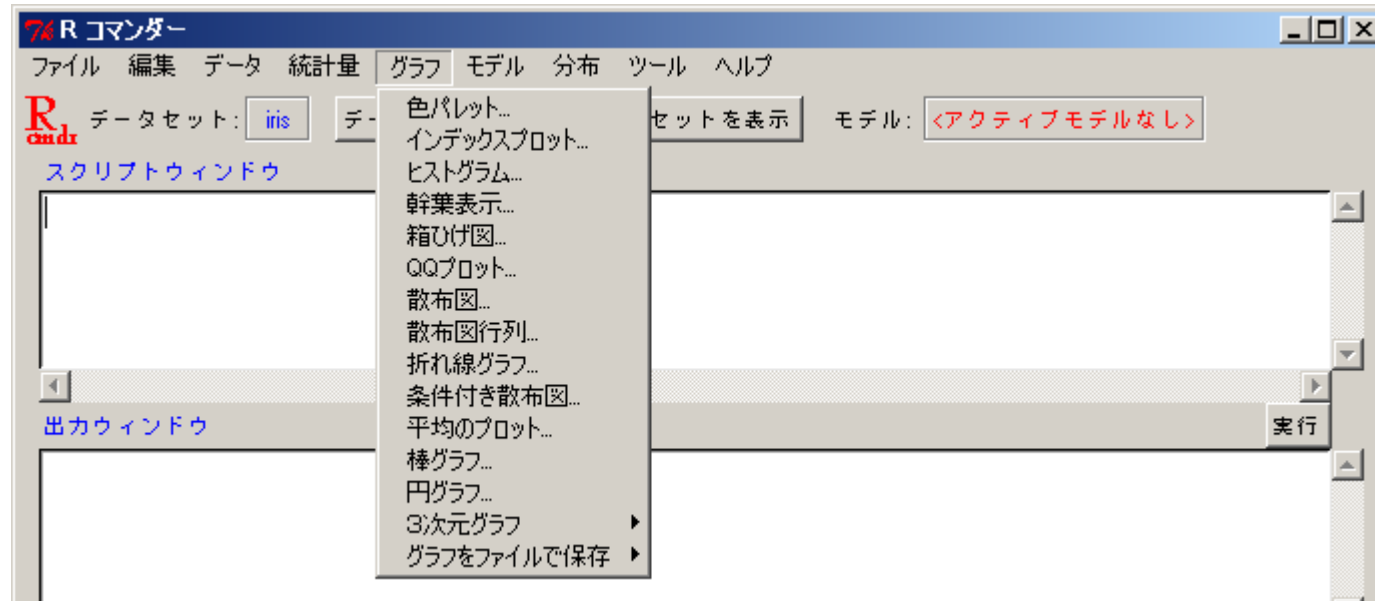 R コマンダー
ファイル 編集 データ 統計量 グラフ モデル 分布 ツール ヘルプ
R cmdr データセット: iris デー セットを表示 モデル: <アクティブモデルなし>
色パレット...
インデックスプロット...
ヒストグラム...
幹葉表示...
箱ひげ図...
QQプロット...
散布図...
散布図行列...
折れ線グラフ...
条件付き散布図...
平均のプロット...
棒グラフ...
円グラフ...
3次元グラフ
グラフをファイルで保存
スクリプトウィンドウ
出力ウィンドウ
実行